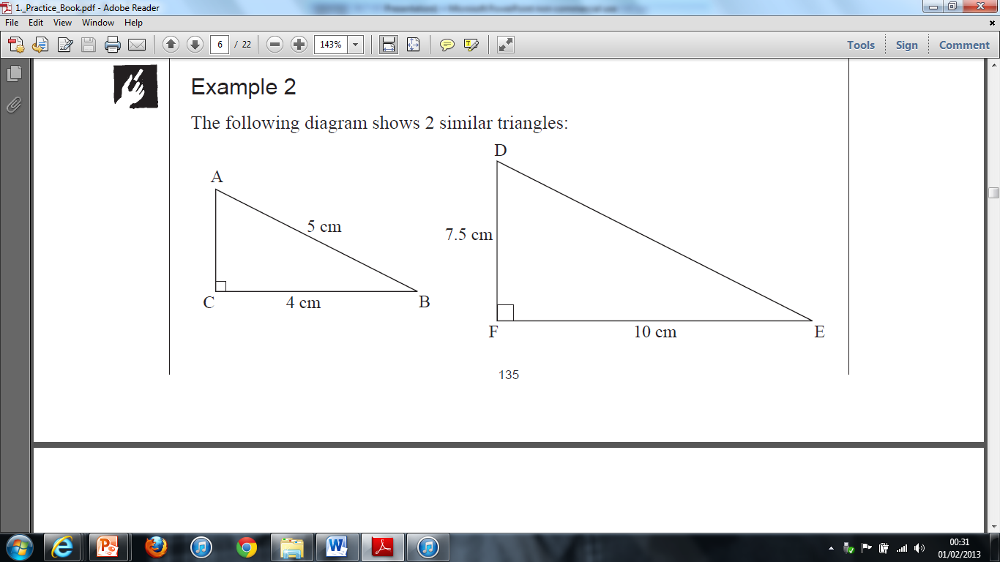 1._Practice_Book.pdf - Adobe Reader
File Edit View Window Help
6 / 22 143% Tools Sign Comment
Example 2
The following diagram shows 2 similar triangles:
D
A
5 cm
7.5 cm
C 4 cm B
F 10 cm E
135
00:31
01/02/2013